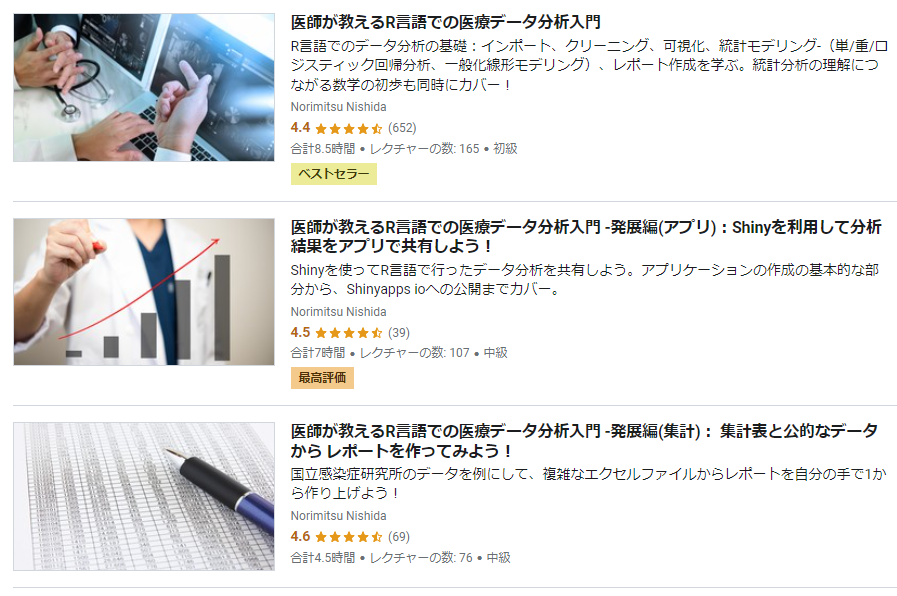 医師が教えるR言語での医療データ分析入門
R言語でのデータ分析の基礎：インポート、クリーニング、可視化、統計モデリング-（単/重/ロ
ジスティック回帰分析、一般化線形モデリング）、レポート作成を学ぶ。統計分析の理解につ
ながる数学の初歩も同時にカバー！
Norimitsu Nishida
4.4 (652)
合計8.5時間 • レクチャーの数: 165 • 初級
ベストセラー
医師が教えるR言語での医療データ分析入門 -発展編(アプリ)：Shinyを利用して分析
結果をアプリで共有しよう！
Shinyを使ってR言語で行ったデータ分析を共有しよう。アプリケーションの作成の基本的な部
分から、Shinyapps ioへの公開までカバー。
Norimitsu Nishida
4.5 (39)
合計7時間 • レクチャーの数: 107 • 中級
最高評価
医師が教えるR言語での医療データ分析入門 -発展編(集計)： 集計表と公的なデータ
から レポートを作ってみよう！
国立感染症研究所のデータを例にして、複雑なエクセルファイルからレポートを自分の手で1か
ら作り上げよう！
Norimitsu Nishida
4.6 (69)
合計4.5時間 • レクチャーの数: 76 • 中級